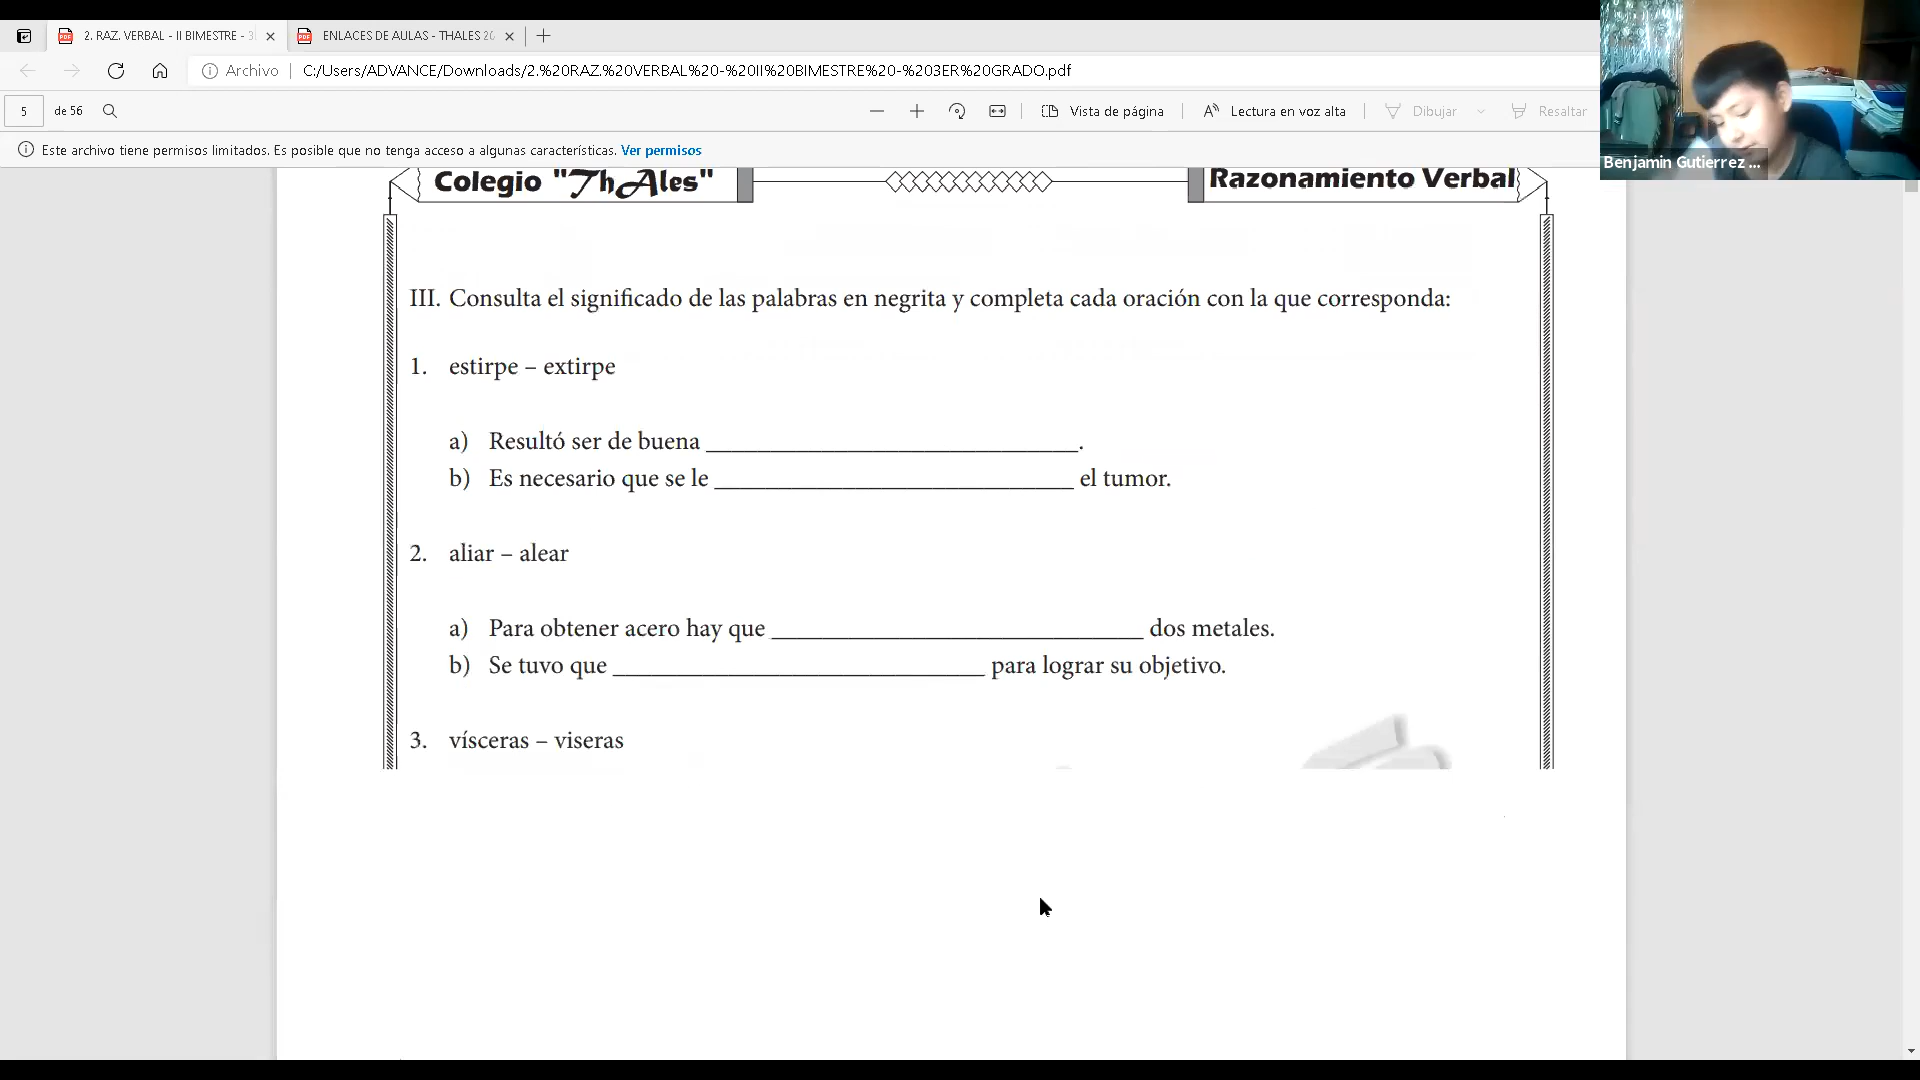 2. RAZ. VERBAL - II BIMESTRE - 3
ENLACES DE AULAS - THALES 20
Archivo
C:/Users/ADVANCE/Downloads/2.%20RAZ.%20VERBAL%20-%20II%20BIMESTRE%20-%203ER%20GRADO.pdf
5 de 56
Vista de página
Lectura en voz alta
Dibujar
Resaltar
Este archivo tiene permisos limitados. Es posible que no tenga acceso a algunas características. Ver permisos
Benjamin Gutierrez ...
Colegio "ThAles"
Razonamiento Verbal
III. Consulta el significado de las palabras en negrita y completa cada oración con la que corresponda:
1. estirpe – extirpe
a) Resultó ser de buena ____________________________.
b) Es necesario que se le ___________________________ el tumor.
2. aliar – alear
a) Para obtener acero hay que ____________________________ dos metales.
b) Se tuvo que ____________________________ para lograr su objetivo.
3. vísceras – viseras